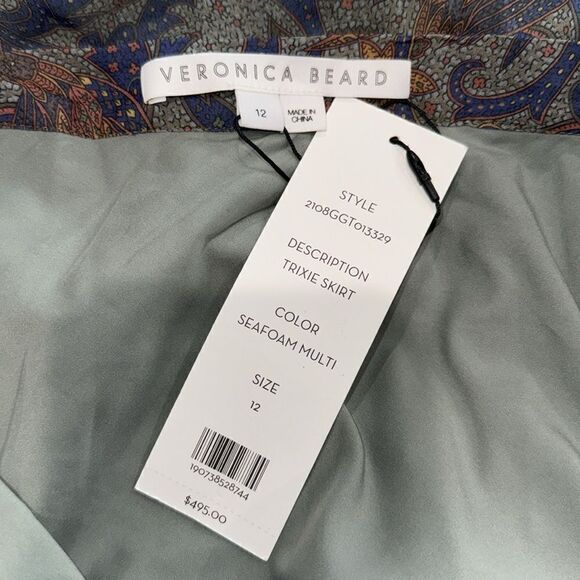 VERONICA BEARD
12
MADE IN
CHINA
STYLE
2108GGT013329
DESCRIPTION
TRIXIE SKIRT
COLOR
SEAFOAM MULTI
SIZE
12
190738528744
$495.00